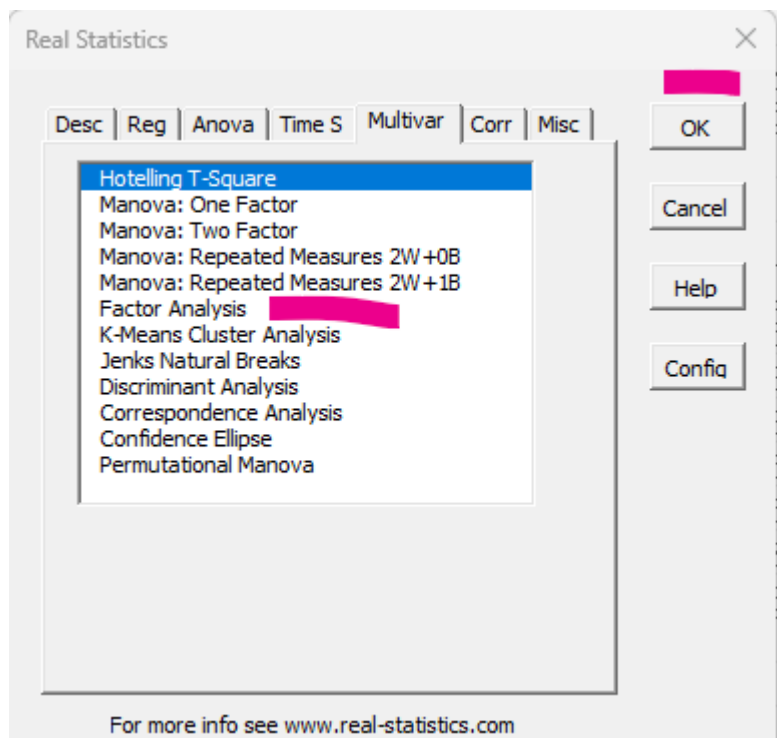 Real Statistics
Desc Reg Anova Time S Multivar Corr Misc
OK
Hotelling T-Square
Manova: One Factor
Manova: Two Factor
Manova: Repeated Measures 2W+0B
Manova: Repeated Measures 2W+1B
Factor Analysis
K-Means Cluster Analysis
Jenks Natural Breaks
Discriminant Analysis
Correspondence Analysis
Confidence Ellipse
Permutational Manova
Cancel
Help
Config
For more info see www.real-statistics.com